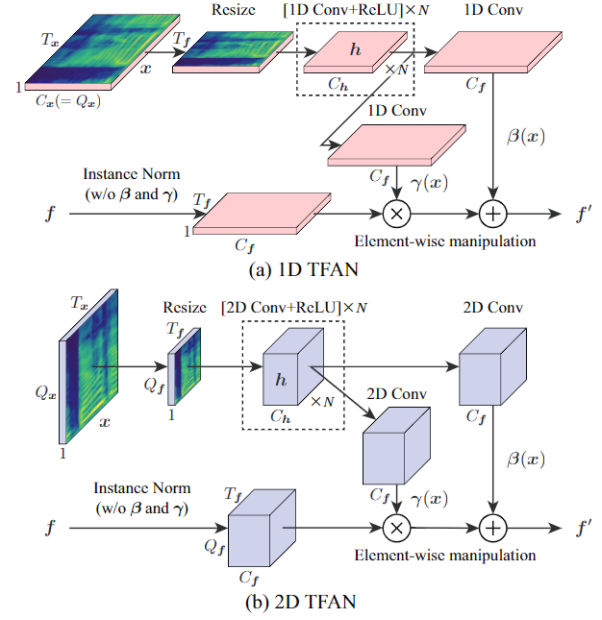 Resize [1D Conv+ReLU]×N 1D Conv
T_x T_f h
x ×N
1 C_x(= Q_x) C_h C_f
1D Conv
β(x)
Instance Norm
(w/o β and γ) T_f C_f γ(x)
f 1 × + f′
C_f Element-wise manipulation
(a) 1D TFAN
T_x Resize [2D Conv+ReLU]×N 2D Conv
T_f
Q_x Q_f h
x 1 C_h ×N 2D Conv C_f
1
β(x)
Instance Norm T_f C_f γ(x)
(w/o β and γ)
f Q_f × + f′
C_f Element-wise manipulation
(b) 2D TFAN